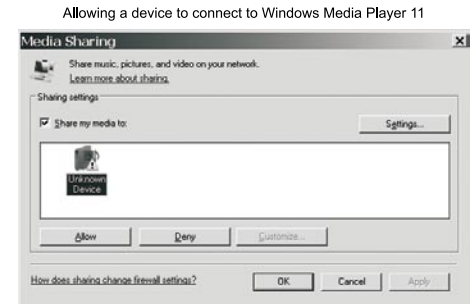 Allowing a device to connect to Windows Media Player 11
Media Sharing
Share music, pictures, and video on your network.
Learn more about sharing.
Sharing settings
Share my media to:
Settings...
Unknown
Device
Allow Deny Customize...
How does sharing change firewall settings? OK Cancel Apply